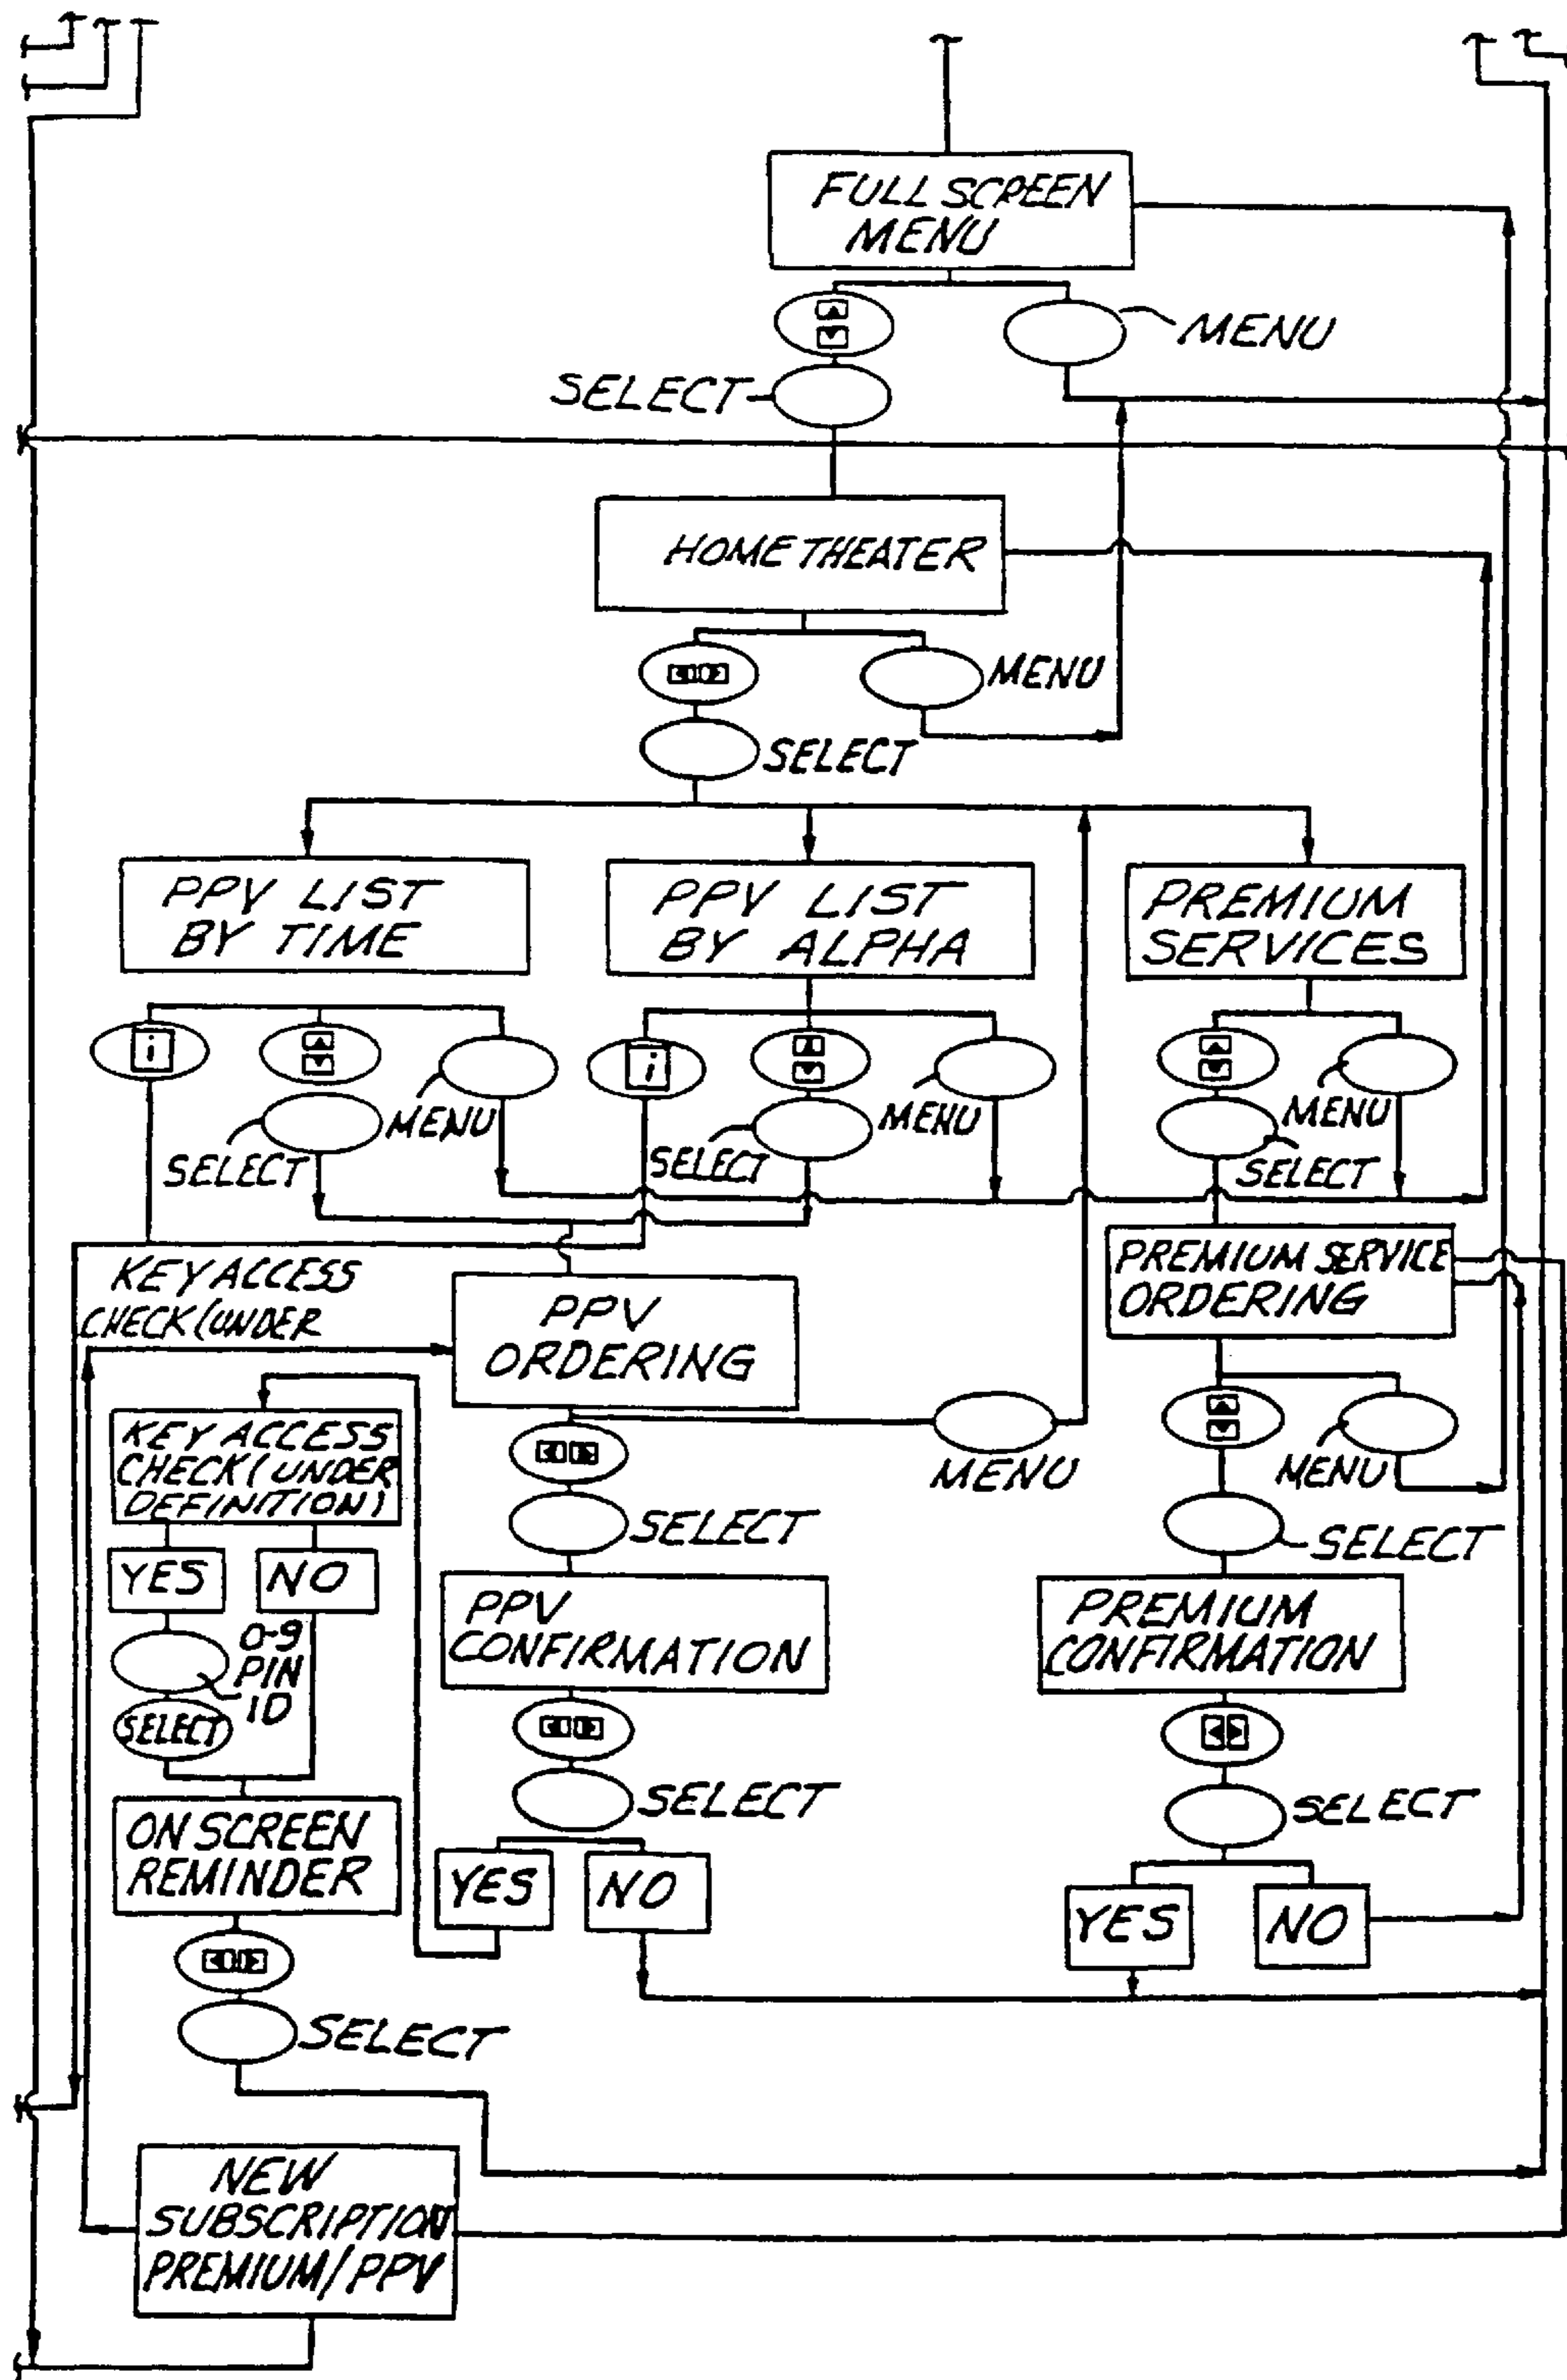 FULL SCREEN
MENU
MENU
SELECT
HOME THEATER
MENU
SELECT
PPV LIST
BY TIME
PPV LIST
BY ALPHA
PREMIUM
SERVICES
i
i
MENU
MENU
MENU
SELECT
SELECT
SELECT
KEY ACCESS
CHECK (UNDER
PPV
ORDERING
PREMIUM SERVICE
ORDERING
KEY ACCESS
CHECK (UNDER
DEFINITION)
MENU
MENU
SELECT
SELECT
YES
NO
PPV
CONFIRMATION
PREMIUM
CONFIRMATION
0-9
PIN
ID
SELECT
SELECT
SELECT
ON SCREEN
REMINDER
YES
NO
YES
NO
SELECT
NEW
SUBSCRIPTION
PREMIUM/PPV